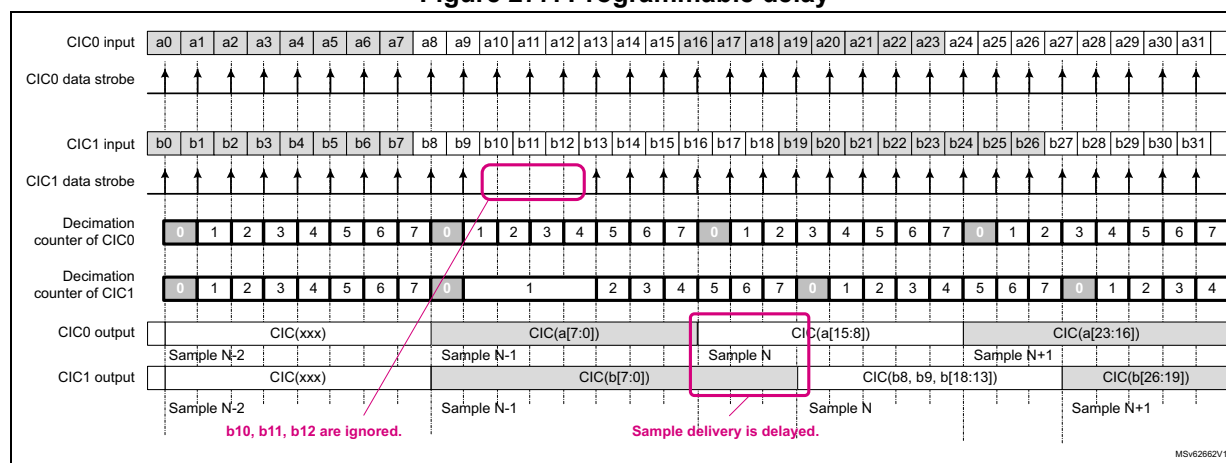 CIC0 input a0 a1 a2 a3 a4 a5 a6 a7 a8 a9 a10 a11 a12 a13 a14 a15 a16 a17 a18 a19 a20 a21 a22 a23 a24 a25 a26 a27 a28 a29 a30 a31
CIC0 data strobe
CIC1 input b0 b1 b2 b3 b4 b5 b6 b7 b8 b9 b10 b11 b12 b13 b14 b15 b16 b17 b18 b19 b20 b21 b22 b23 b24 b25 b26 b27 b28 b29 b30 b31
CIC1 data strobe
Decimation
counter of CIC0 0 1 2 3 4 5 6 7 0 1 2 3 4 5 6 7 0 1 2 3 4 5 6 7 0 1 2 3 4 5 6 7
Decimation
counter of CIC1 0 1 2 3 4 5 6 7 0 1 2 3 4 5 6 7 0 1 2 3 4 5 6 7 0 1 2 3 4
CIC0 output CIC(xxx) CIC(a[7:0]) CIC(a[15:8]) CIC(a[23:16])
Sample N-2 Sample N-1 Sample N Sample N+1
CIC1 output CIC(xxx) CIC(b[7:0]) CIC(b8, b9, b[18:13]) CIC(b[26:19])
Sample N-2 Sample N-1 Sample N Sample N+1
b10, b11, b12 are ignored. Sample delivery is delayed.
MSv62662V1